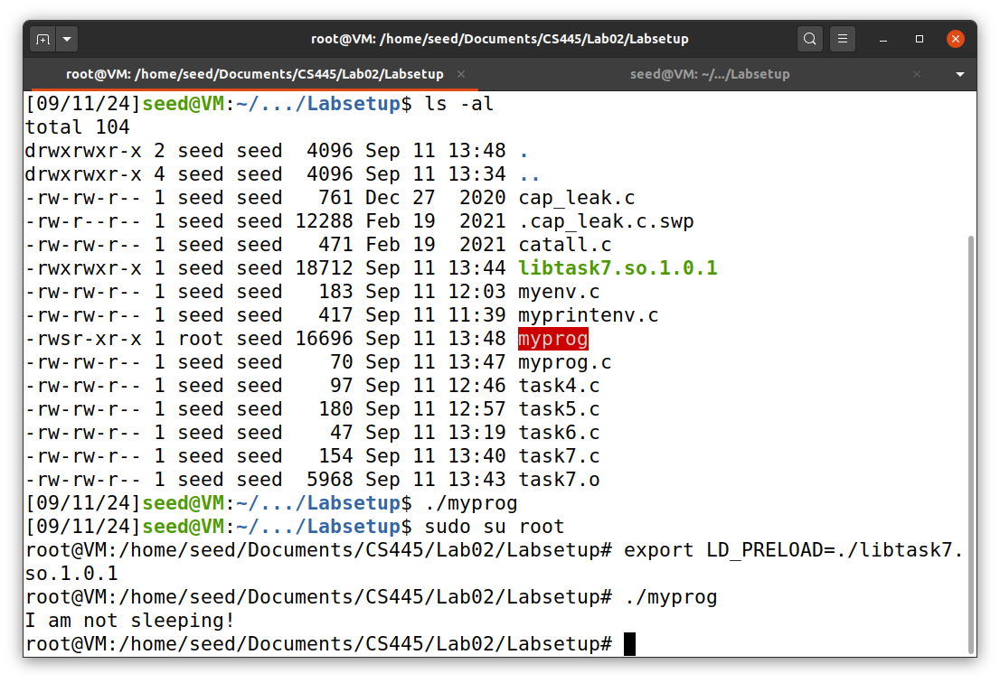 root@VM: /home/seed/Documents/CS445/Lab02/Labsetup
root@VM: /home/seed/Documents/CS445/Lab02/Labsetup
seed@VM: ~/.../Labsetup
[09/11/24]seed@VM:~/.../Labsetup$ ls -al
total 104
drwxrwxr-x 2 seed seed  4096 Sep 11 13:48 .
drwxrwxr-x 4 seed seed  4096 Sep 11 13:34 ..
-rw-rw-r-- 1 seed seed   761 Dec 27  2020 cap_leak.c
-rw-r--r-- 1 seed seed 12288 Feb 19  2021 .cap_leak.c.swp
-rw-rw-r-- 1 seed seed   471 Feb 19  2021 catall.c
-rwxrwxr-x 1 seed seed 18712 Sep 11 13:44 libtask7.so.1.0.1
-rw-rw-r-- 1 seed seed   183 Sep 11 12:03 myenv.c
-rw-rw-r-- 1 seed seed   417 Sep 11 11:39 myprintenv.c
-rwsr-xr-x 1 root seed 16696 Sep 11 13:48 myprog
-rw-rw-r-- 1 seed seed    70 Sep 11 13:47 myprog.c
-rw-rw-r-- 1 seed seed    97 Sep 11 12:46 task4.c
-rw-rw-r-- 1 seed seed   180 Sep 11 12:57 task5.c
-rw-rw-r-- 1 seed seed    47 Sep 11 13:19 task6.c
-rw-rw-r-- 1 seed seed   154 Sep 11 13:40 task7.c
-rw-rw-r-- 1 seed seed  5968 Sep 11 13:43 task7.o
[09/11/24]seed@VM:~/.../Labsetup$ ./myprog
[09/11/24]seed@VM:~/.../Labsetup$ sudo su root
root@VM:/home/seed/Documents/CS445/Lab02/Labsetup# export LD_PRELOAD=./libtask7.
so.1.0.1
root@VM:/home/seed/Documents/CS445/Lab02/Labsetup# ./myprog
I am not sleeping!
root@VM:/home/seed/Documents/CS445/Lab02/Labsetup#